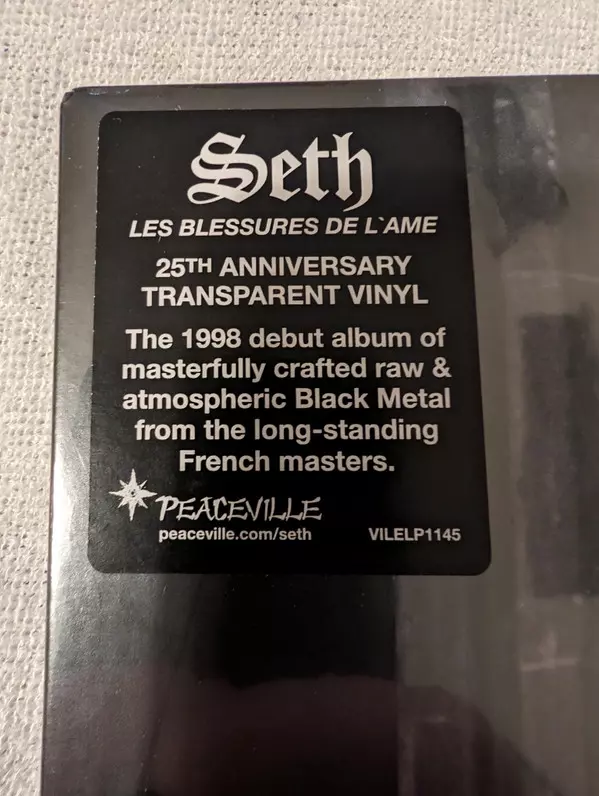 Seth
LES BLESSURES DE L`AME
25TH ANNIVERSARY
TRANSPARENT VINYL
The 1998 debut album of
masterfully crafted raw &
atmospheric Black Metal
from the long-standing
French masters.
PEACEVILLE
peaceville.com/seth VILELP1145